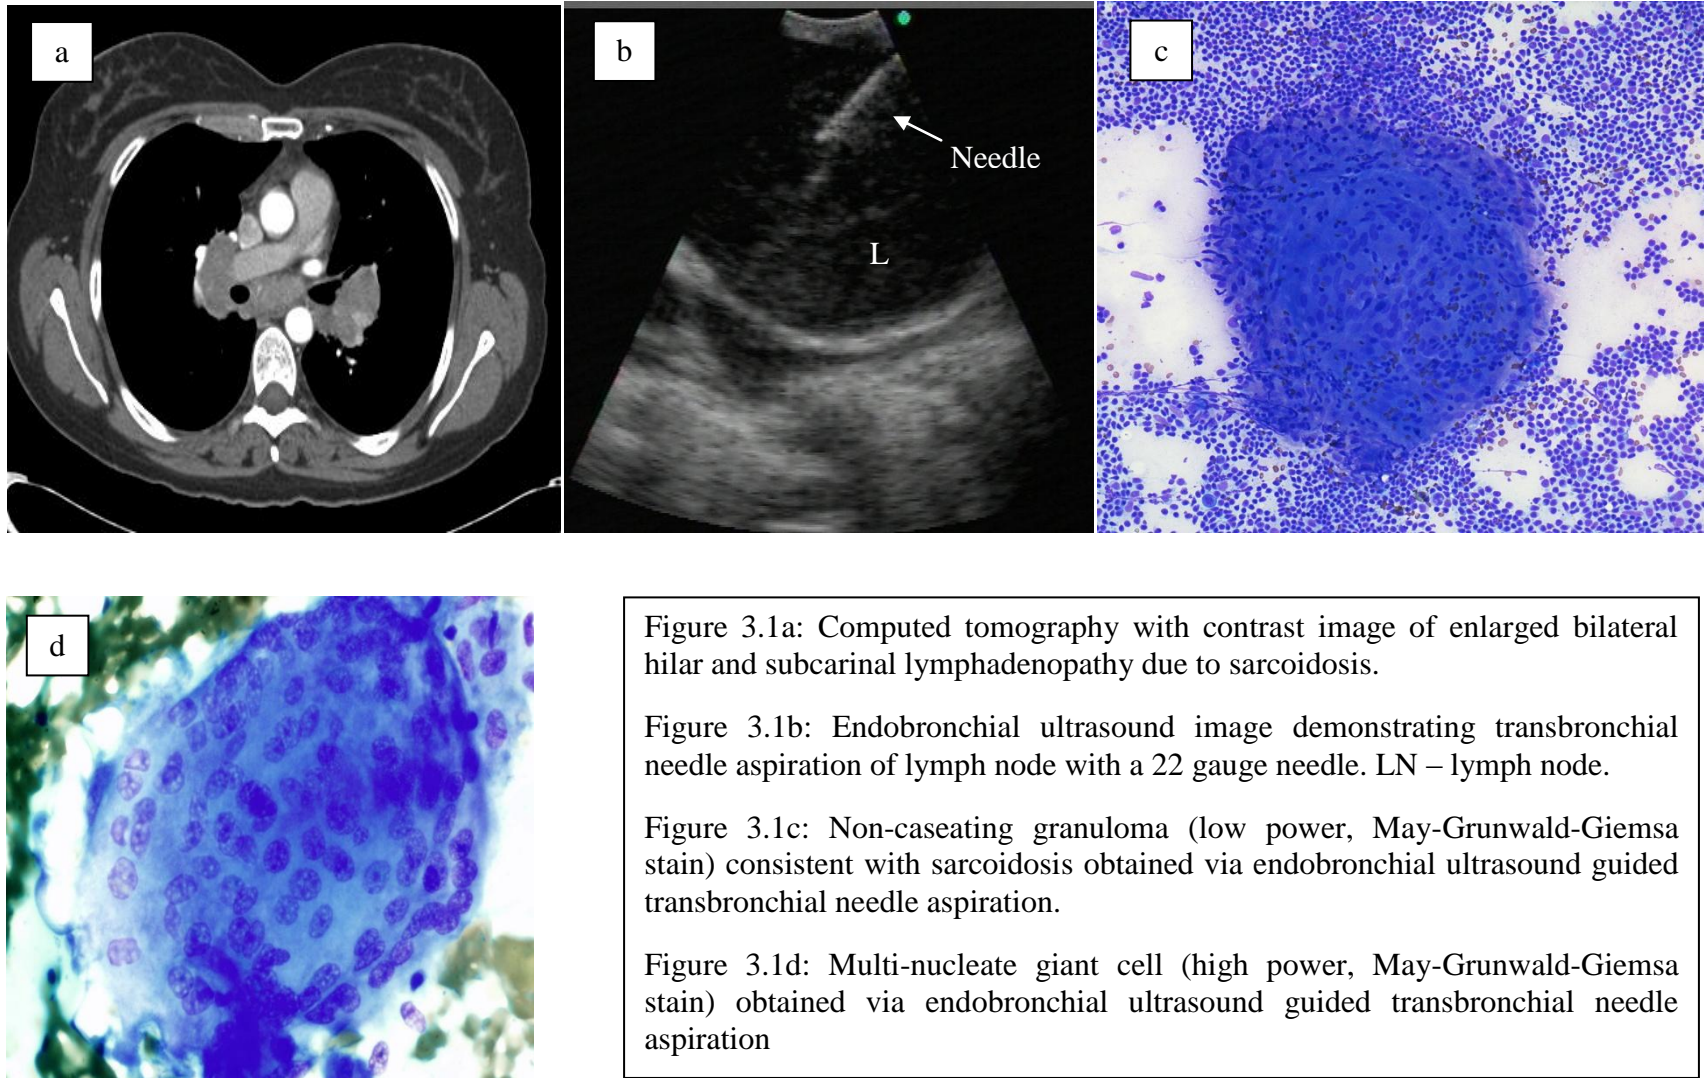 a
b
c
Needle
L
d
Figure 3.1a: Computed tomography with contrast image of enlarged bilateral
hilar and subcarinal lymphadenopathy due to sarcoidosis.
Figure 3.1b: Endobronchial ultrasound image demonstrating transbronchial
needle aspiration of lymph node with a 22 gauge needle. LN – lymph node.
Figure 3.1c: Non-caseating granuloma (low power, May-Grunwald-Giemsa
stain) consistent with sarcoidosis obtained via endobronchial ultrasound guided
transbronchial needle aspiration.
Figure 3.1d: Multi-nucleate giant cell (high power, May-Grunwald-Giemsa
stain) obtained via endobronchial ultrasound guided transbronchial needle
aspiration